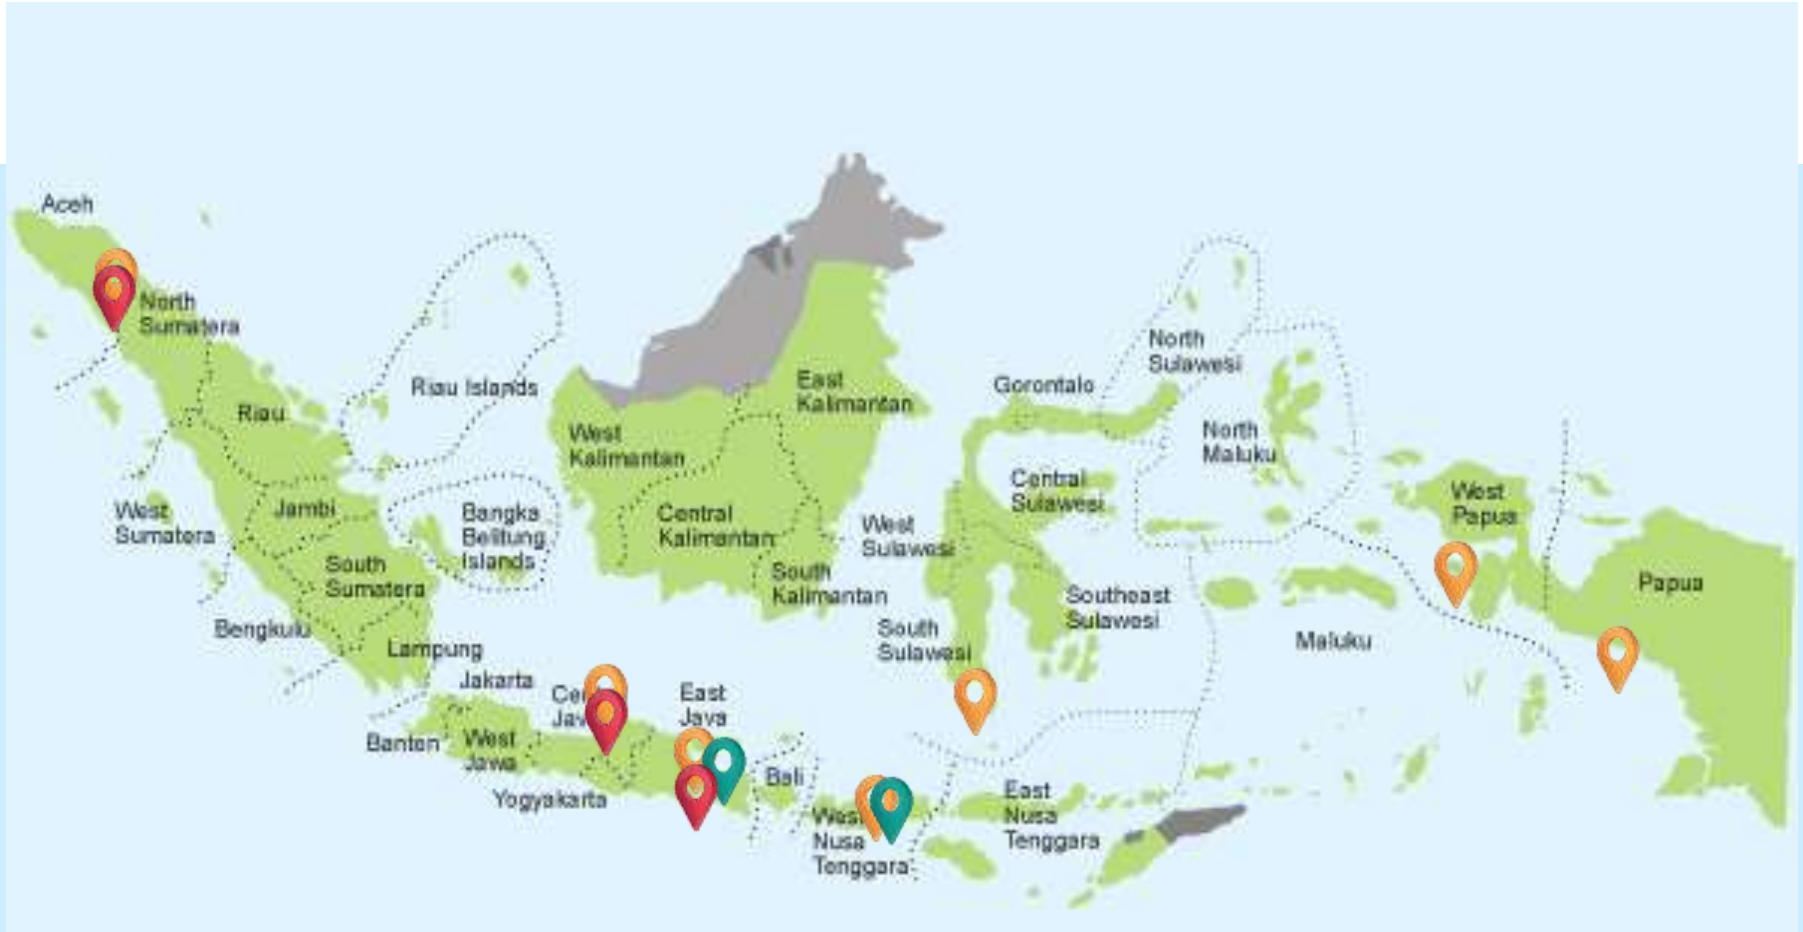 Aceh
North
Sumatera
Riau Islands
Riau
West
Sumatera
Jambi
Bangka
Belitung
Islands
South
Sumatera
Bengkulu
Lampung
Jakarta
Banten
West
Jawa
Yogyakarta
East
Java
Bali
West
Nusa
Tenggara
East
Nusa
Tenggara
West
Kalimantan
Central
Kalimantan
East
Kalimantan
South
Kalimantan
Gorontalo
North
Sulawesi
Central
Sulawesi
West
Sulawesi
South
Sulawesi
Southeast
Sulawesi
North
Maluku
Maluku
West
Papua
Papua